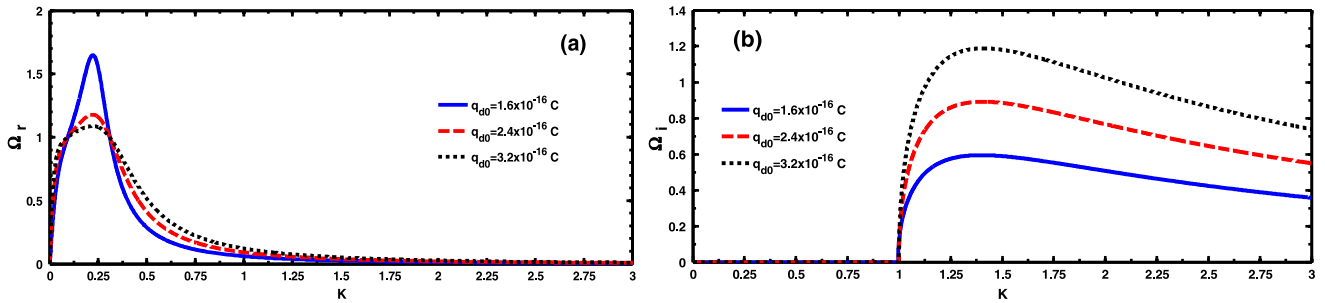 (a)
2
1.5
1
0.5
0
Ω r
q d0 =1.6x10 -16 C
q d0 =2.4x10 -16 C
q d0 =3.2x10 -16 C
0 0.25 0.5 0.75 1 1.25 1.5 1.75 2 2.25 2.5 2.75 3
K
(b)
1.4
1.2
1
0.8
0.6
0.4
0.2
0
Ω i
q d0 =1.6x10 -16 C
q d0 =2.4x10 -16 C
q d0 =3.2x10 -16 C
0 0.25 0.5 0.75 1 1.25 1.5 1.75 2 2.25 2.5 2.75 3
K